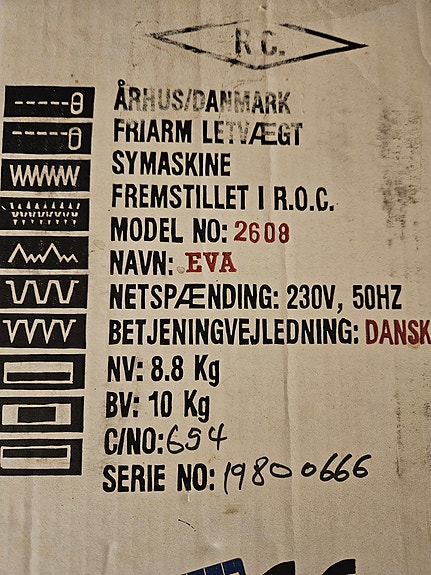 R.C.
ÅRHUS/DANMARK
FRIARM LETVÆGT
SYMASKINE
FREMSTILLET I R.O.C.
MODEL NO: 2608
NAVN: EVA
NETSPÆNDING: 230V, 50HZ
BETJENINGVEJLEDNING: DANSK
NV: 8.8 Kg
BV: 10 Kg
C/NO: 654
SERIE NO: 19800666